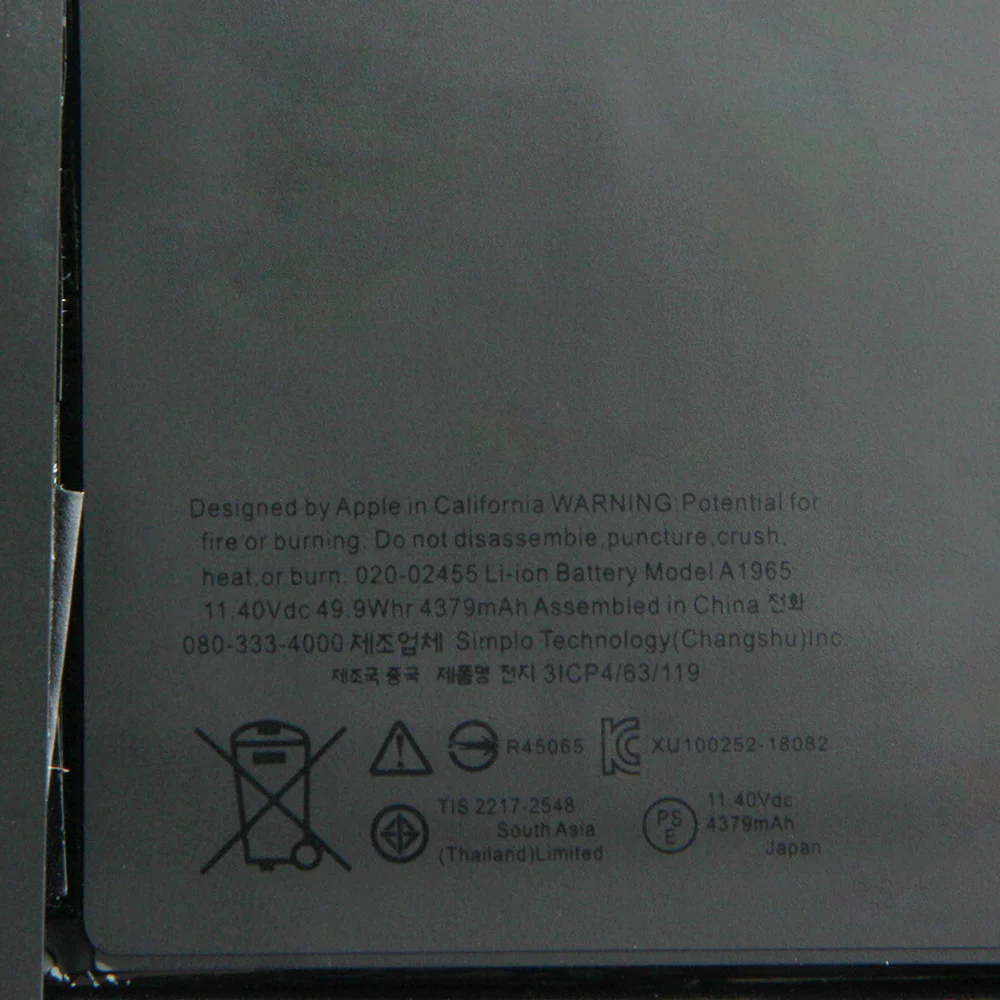 Designed by Apple in California WARNING:Potential for
fire or burning. Do not disassemble,puncture,crush,
heat,or burn. 020-02455 Li-ion Battery Model A1965
11.40Vdc 49.9Whr 4379mAh Assembled in China 전화
080-333-4000 제조업체 Simplo Technology(Changshu)Inc
제조국 중국 제품명 전지 3ICP4/63/119
R45065 XU100252-18082
TIS 2217-2548
South Asia
(Thailand)Limited
PS
E
11.40Vdc
4379mAh
Japan